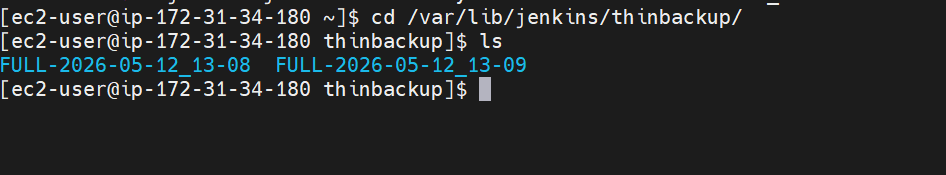 [ec2-user@ip-172-31-34-180 ~]$ cd /var/lib/jenkins/thinbackup/
[ec2-user@ip-172-31-34-180 thinbackup]$ ls
FULL-2026-05-12_13-08  FULL-2026-05-12_13-09
[ec2-user@ip-172-31-34-180 thinbackup]$